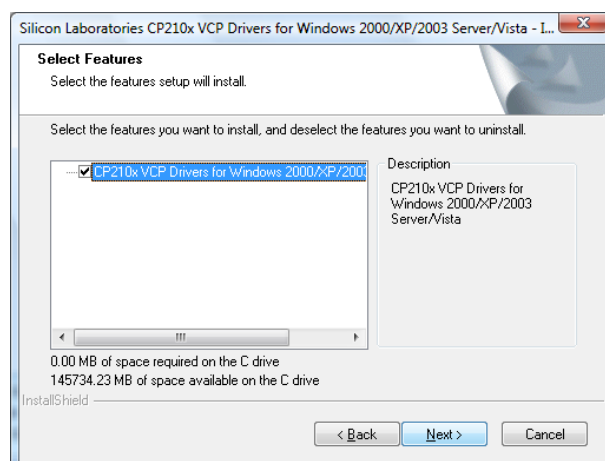 Silicon Laboratories CP210x VCP Drivers for Windows 2000/XP/2003 Server/Vista - I...
Select Features
Select the features setup will install.
Select the features you want to install, and deselect the features you want to uninstall.
CP210x VCP Drivers for Windows 2000/XP/200
Description
CP210x VCP Drivers for
Windows 2000/XP/2003
Server/Vista
0.00 MB of space required on the C drive
145734.23 MB of space available on the C drive
InstallShield
< Back
Next >
Cancel